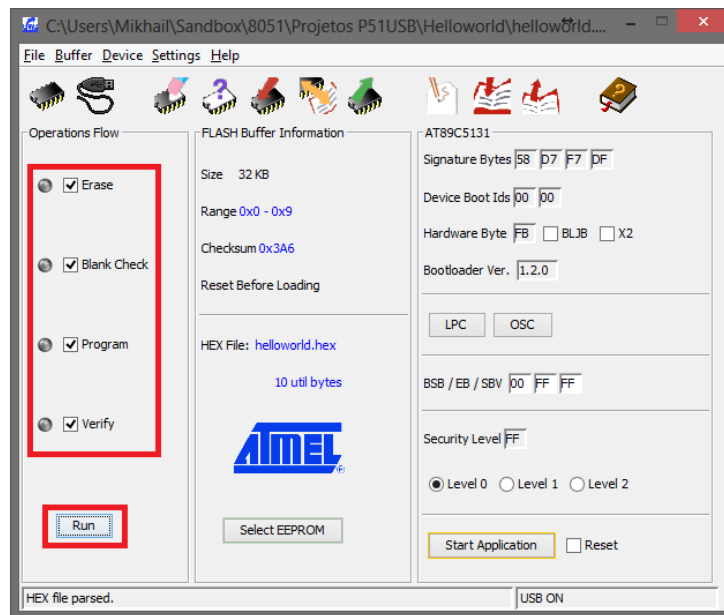 C:\Users\Mikhail\Sandbox\8051\Projetos P51USB\Helloworld\helloworld....
File Buffer Device Settings Help
Operations Flow
Erase
Blank Check
Program
Verify
Run
FLASH Buffer Information
Size 32 KB
Range 0x0 - 0x9
Checksum 0x3A6
Reset Before Loading
HEX File: helloworld.hex
10 util bytes
ATMEL
Select EEPROM
AT89C5131
Signature Bytes 58 D7 F7 DF
Device Boot Ids 00 00
Hardware Byte FB BLJB X2
Bootloader Ver. 1.2.0
LPC OSC
BSB / EB / SBV 00 FF FF
Security Level FF
Level 0 Level 1 Level 2
Start Application Reset
HEX file parsed.
USB ON